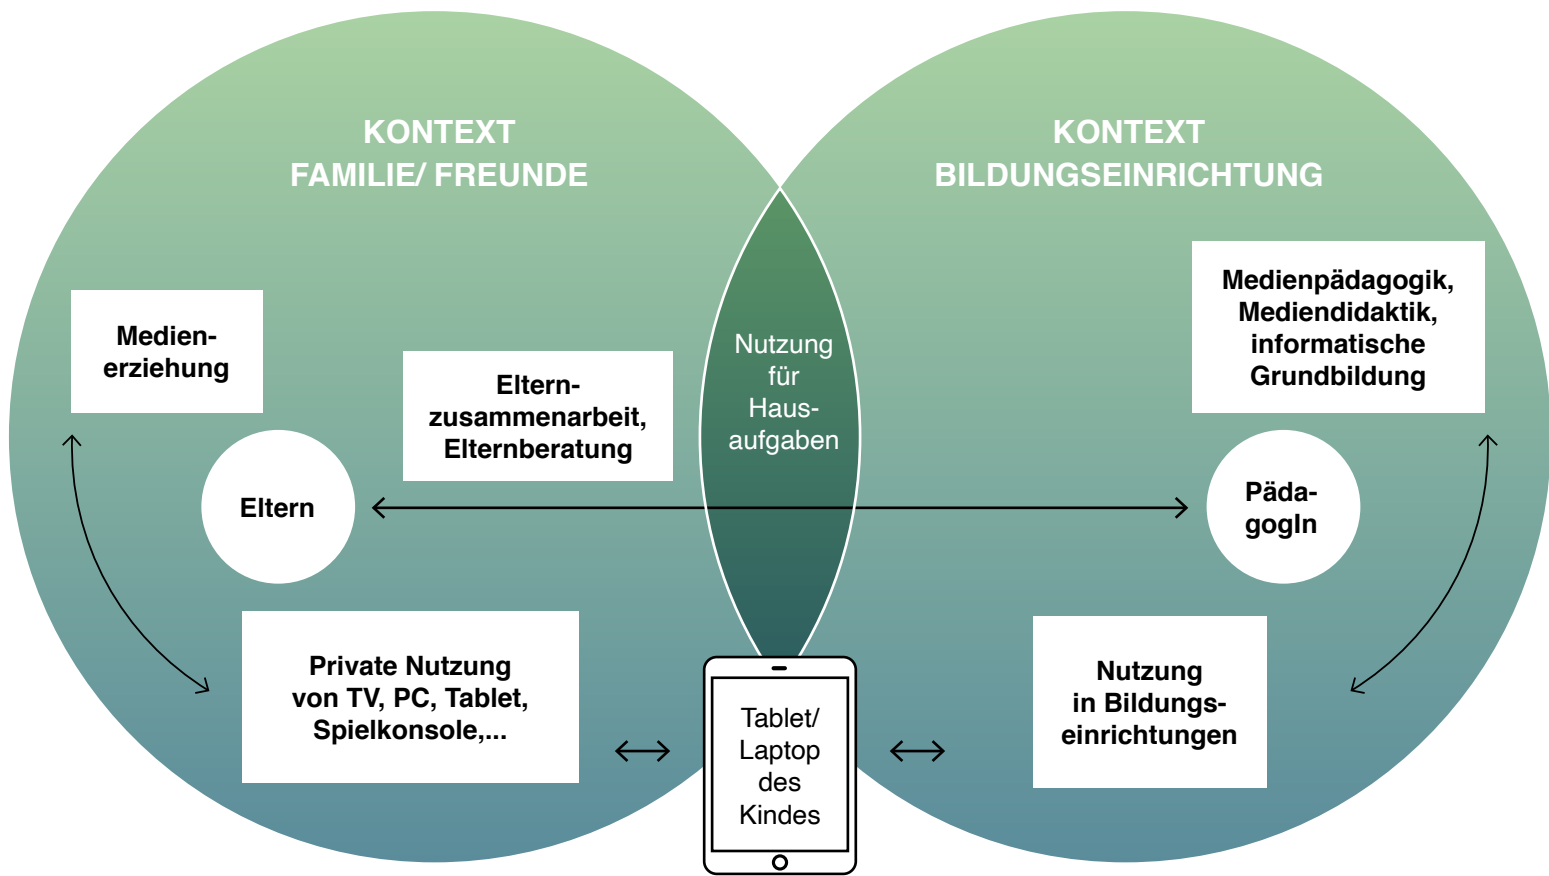 KONTEXT
FAMILIE/ FREUNDE
KONTEXT
BILDUNGSEINRICHTUNG
Medien-
erziehung
Eltern-
zusammenarbeit,
Elternberatung
Nutzung
für
Haus-
aufgaben
Medienpädagogik,
Mediendidaktik,
informatische
Grundbildung
Eltern
Päda-
gogIn
Private Nutzung
von TV, PC, Tablet,
Spielkonsole,...
Tablet/
Laptop
des
Kindes
Nutzung
in Bildungs-
einrichtungen